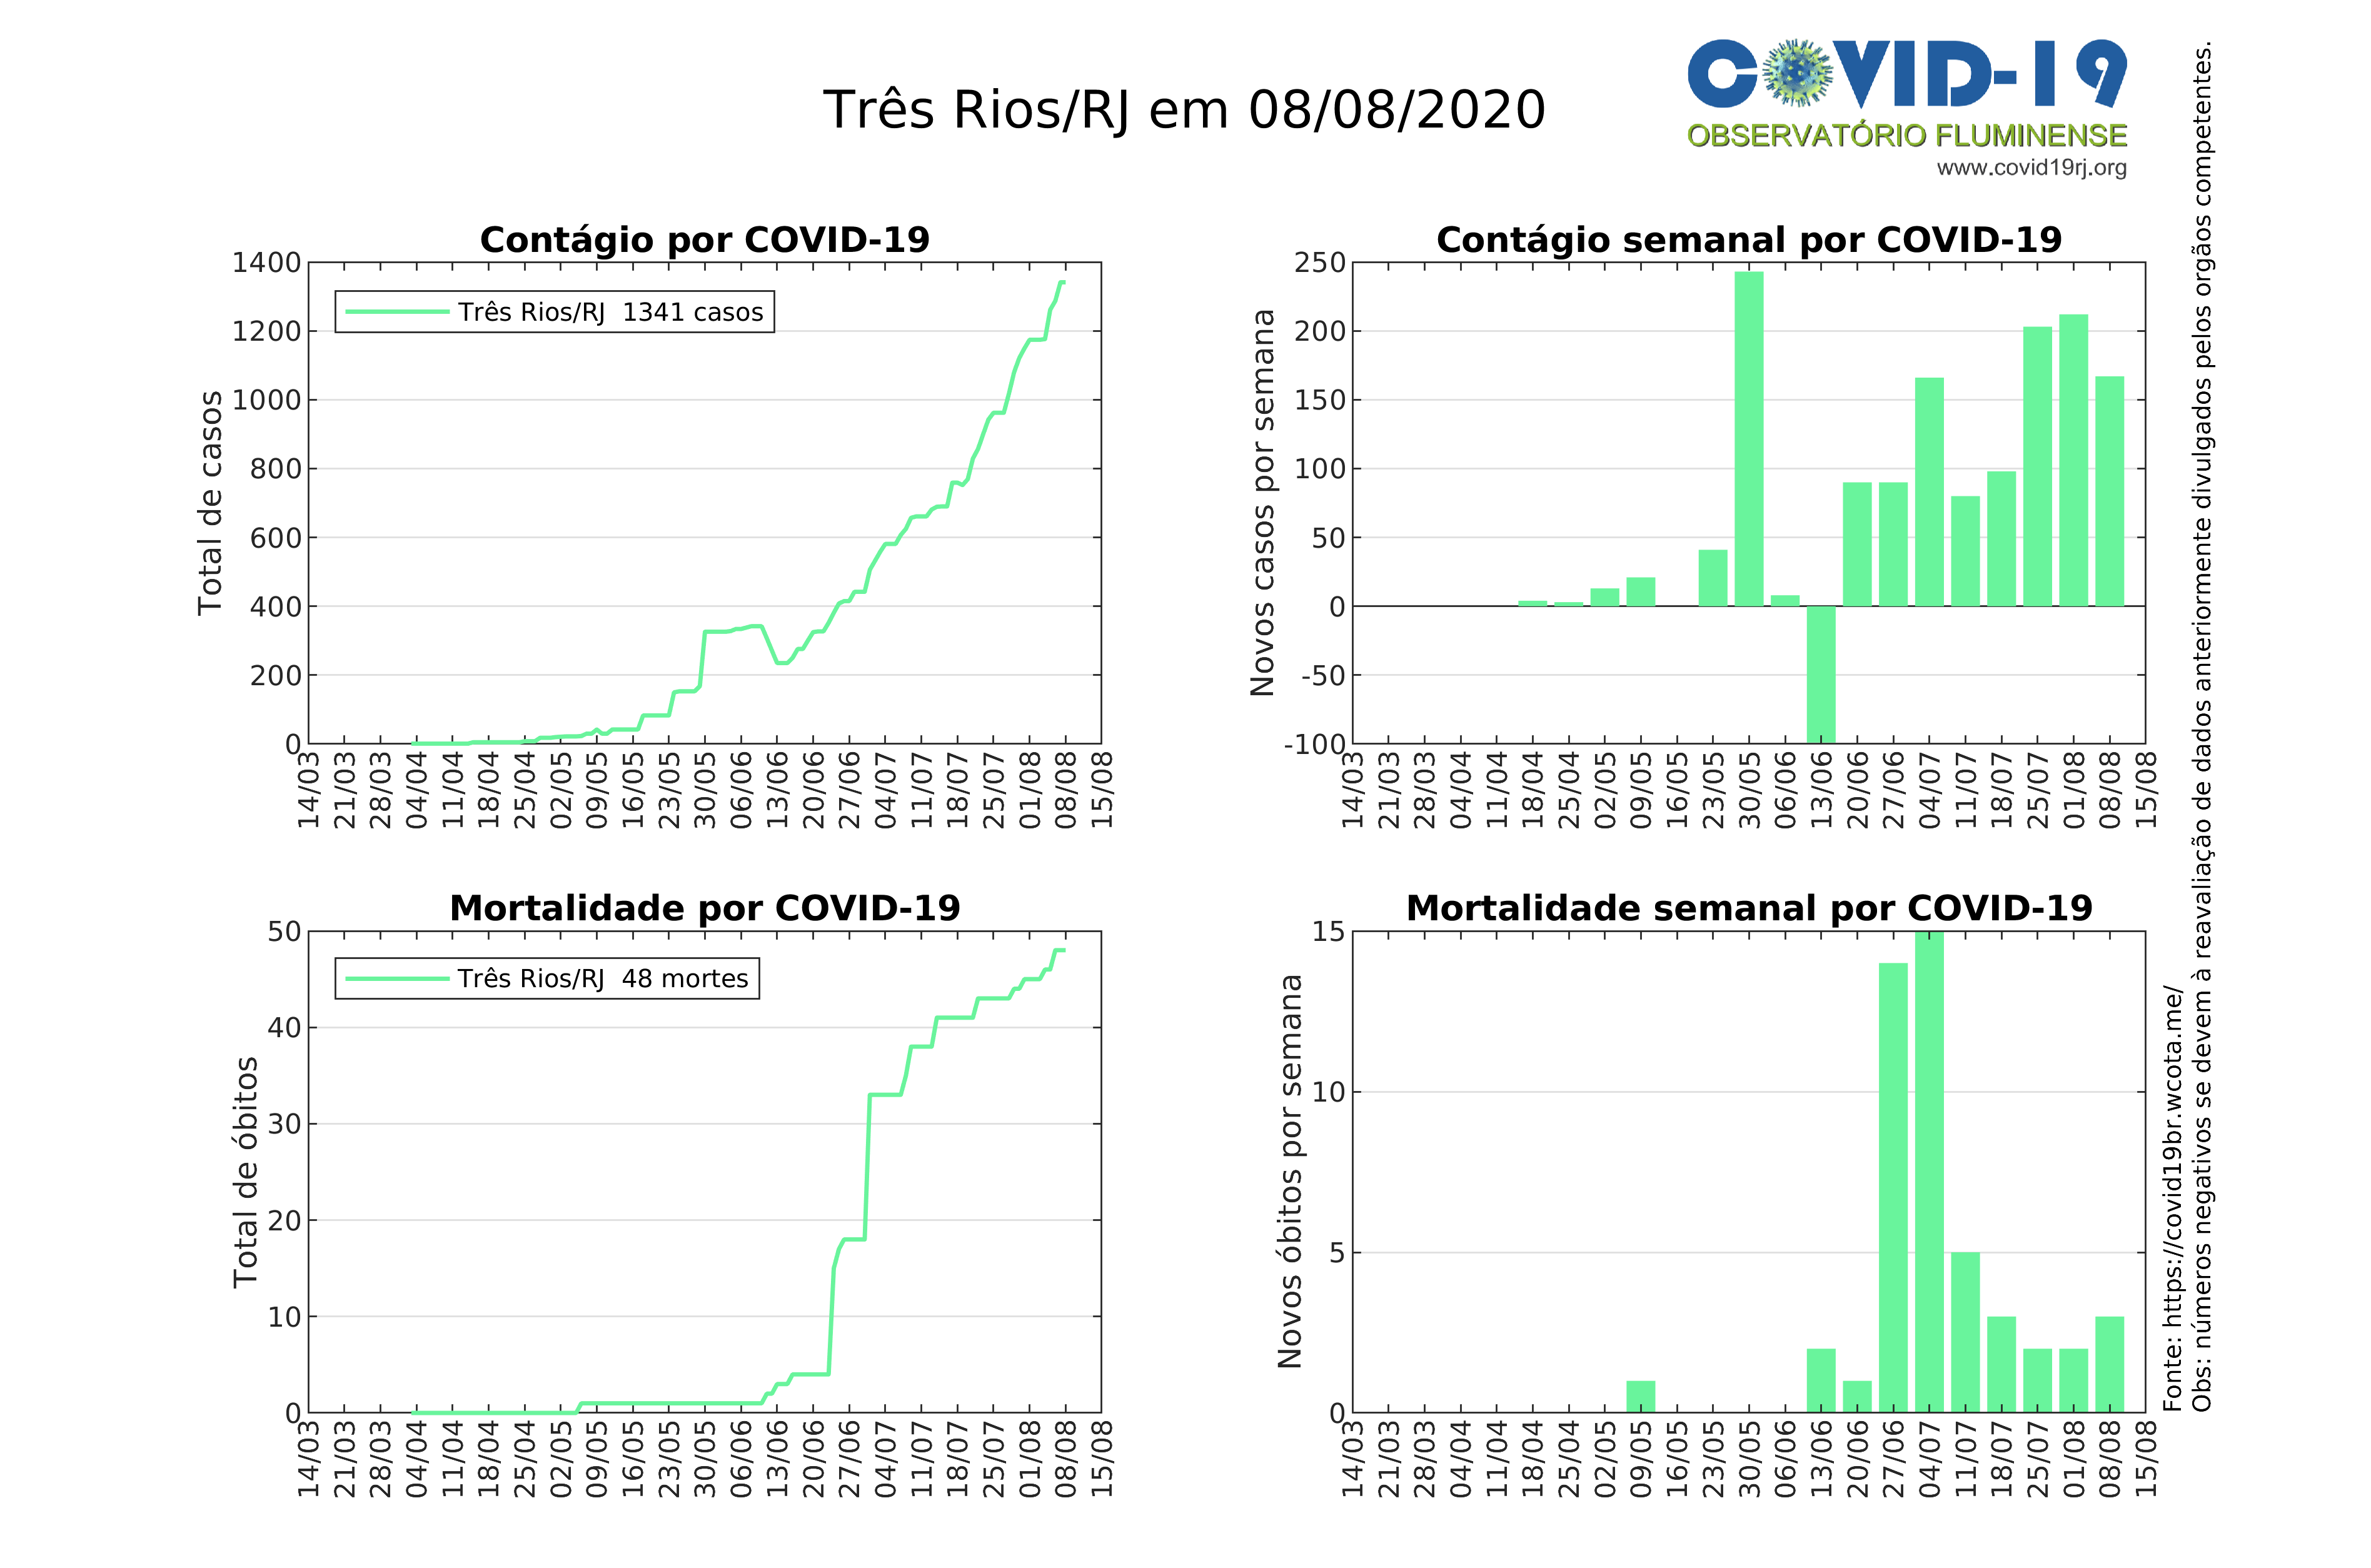 Três Rios/RJ em 08/08/2020
COVID-19
OBSERVATÓRIO FLUMINENSE
www.covid19rj.org
Contágio por COVID-19
Total de casos
1400
1200
1000
800
600
400
200
0
Três Rios/RJ 1341 casos
14/03 21/03 28/03 04/04 11/04 18/04 25/04 02/05 09/05 16/05 23/05 30/05 06/06 13/06 20/06 27/06 04/07 11/07 18/07 25/07 01/08 08/08 15/08
Contágio semanal por COVID-19
Novos casos por semana
250
200
150
100
50
0
-50
-100
14/03 21/03 28/03 04/04 11/04 18/04 25/04 02/05 09/05 16/05 23/05 30/05 06/06 13/06 20/06 27/06 04/07 11/07 18/07 25/07 01/08 08/08 15/08
Mortalidade por COVID-19
Total de óbitos
50
40
30
20
10
0
Três Rios/RJ 48 mortes
14/03 21/03 28/03 04/04 11/04 18/04 25/04 02/05 09/05 16/05 23/05 30/05 06/06 13/06 20/06 27/06 04/07 11/07 18/07 25/07 01/08 08/08 15/08
Mortalidade semanal por COVID-19
Novos óbitos por semana
15
10
5
0
14/03 21/03 28/03 04/04 11/04 18/04 25/04 02/05 09/05 16/05 23/05 30/05 06/06 13/06 20/06 27/06 04/07 11/07 18/07 25/07 01/08 08/08 15/08
Fonte: https://covid19br.wcota.me/
Obs: números negativos se devem à reavaliação de dados anteriormente divulgados pelos orgãos competentes.